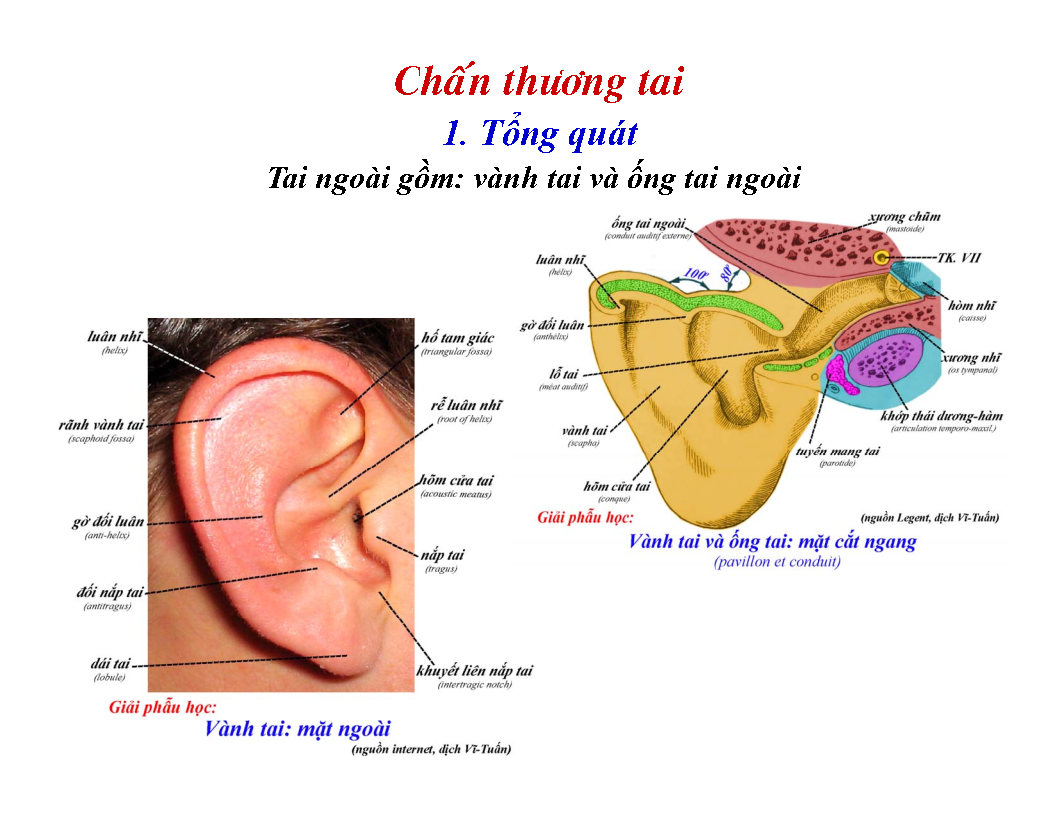 Chấn thương tai
1. Tổng quát
Tai ngoài gồm: vành tai và ống tai ngoài
luân nhĩ
(helix)
rãnh vành tai
(scaphoid fossa)
gờ đối luân
(anti-helix)
đối nắp tai
(antitragus)
dái tai
(lobule)
hố tam giác
(triangular fossa)
rễ luân nhĩ
(root of helix)
hõm cửa tai
(acoustic meatus)
nắp tai
(tragus)
khuyết liên nắp tai
(intertragic notch)
Giải phẫu học:
Vành tai: mặt ngoài
(nguồn internet, dịch Vĩ-Tuấn)
ống tai ngoài
(conduit auditif externe)
luân nhĩ
(hélix)
gờ đối luân
(anthélix)
lỗ tai
(méat auditif)
vành tai
(scapha)
hõm cửa tai
(conque)
100º
80º
xương chũm
(mastoide)
TK. VII
hòm nhĩ
(caisse)
xương nhĩ
(os tympanal)
khớp thái dương-hàm
(articulation temporo-maxil.)
tuyến mang tai
(parotide)
Giải phẫu học:
(nguồn Legent, dịch Vĩ-Tuấn)
Vành tai và ống tai: mặt cắt ngang
(pavillon et conduit)